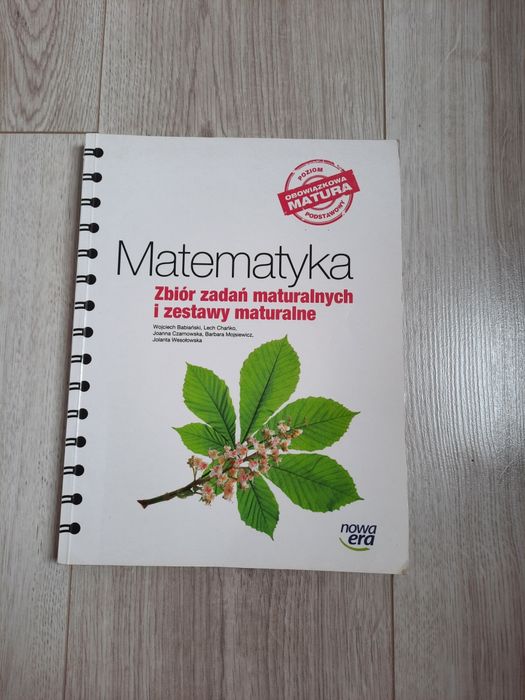 POZIOM
OBOWIĄZKOWA
MATURA
PODSTAWOWY
Matematyka
Zbiór zadań maturalnych
i zestawy maturalne
Wojciech Babiański, Lech Chańko,
Joanna Czarnowska, Barbara Mojsiewicz,
Jolanta Wesołowska
nowa
era